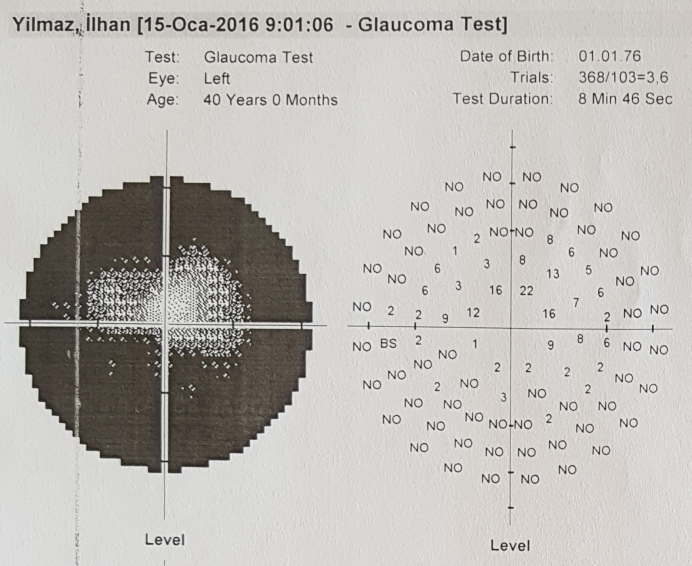 Yilmaz, İlhan [15-Oca-2016 9:01:06 - Glaucoma Test]
Test: Glaucoma Test
Eye: Left
Age: 40 Years 0 Months
Date of Birth: 01.01.76
Trials: 368/103=3,6
Test Duration: 8 Min 46 Sec
NO NO
NO NO
NO NO NO NO NO NO
NO NO 2 NO NO 8 NO NO
NO 1 3 8 6
NO NO 6 13 5 NO NO
6 3 16 22 7 6
NO 2 2 9 12 16 2 NO NO
NO BS 2 NO 1 9 8 6 NO NO
NO NO NO 2 2 2 2 NO
NO 2 NO 3 NO 2 NO
NO NO NO NO
NO NO NO NO NO 2 NO NO
NO NO NO NO NO NO
NO NO NO NO
Level
Level